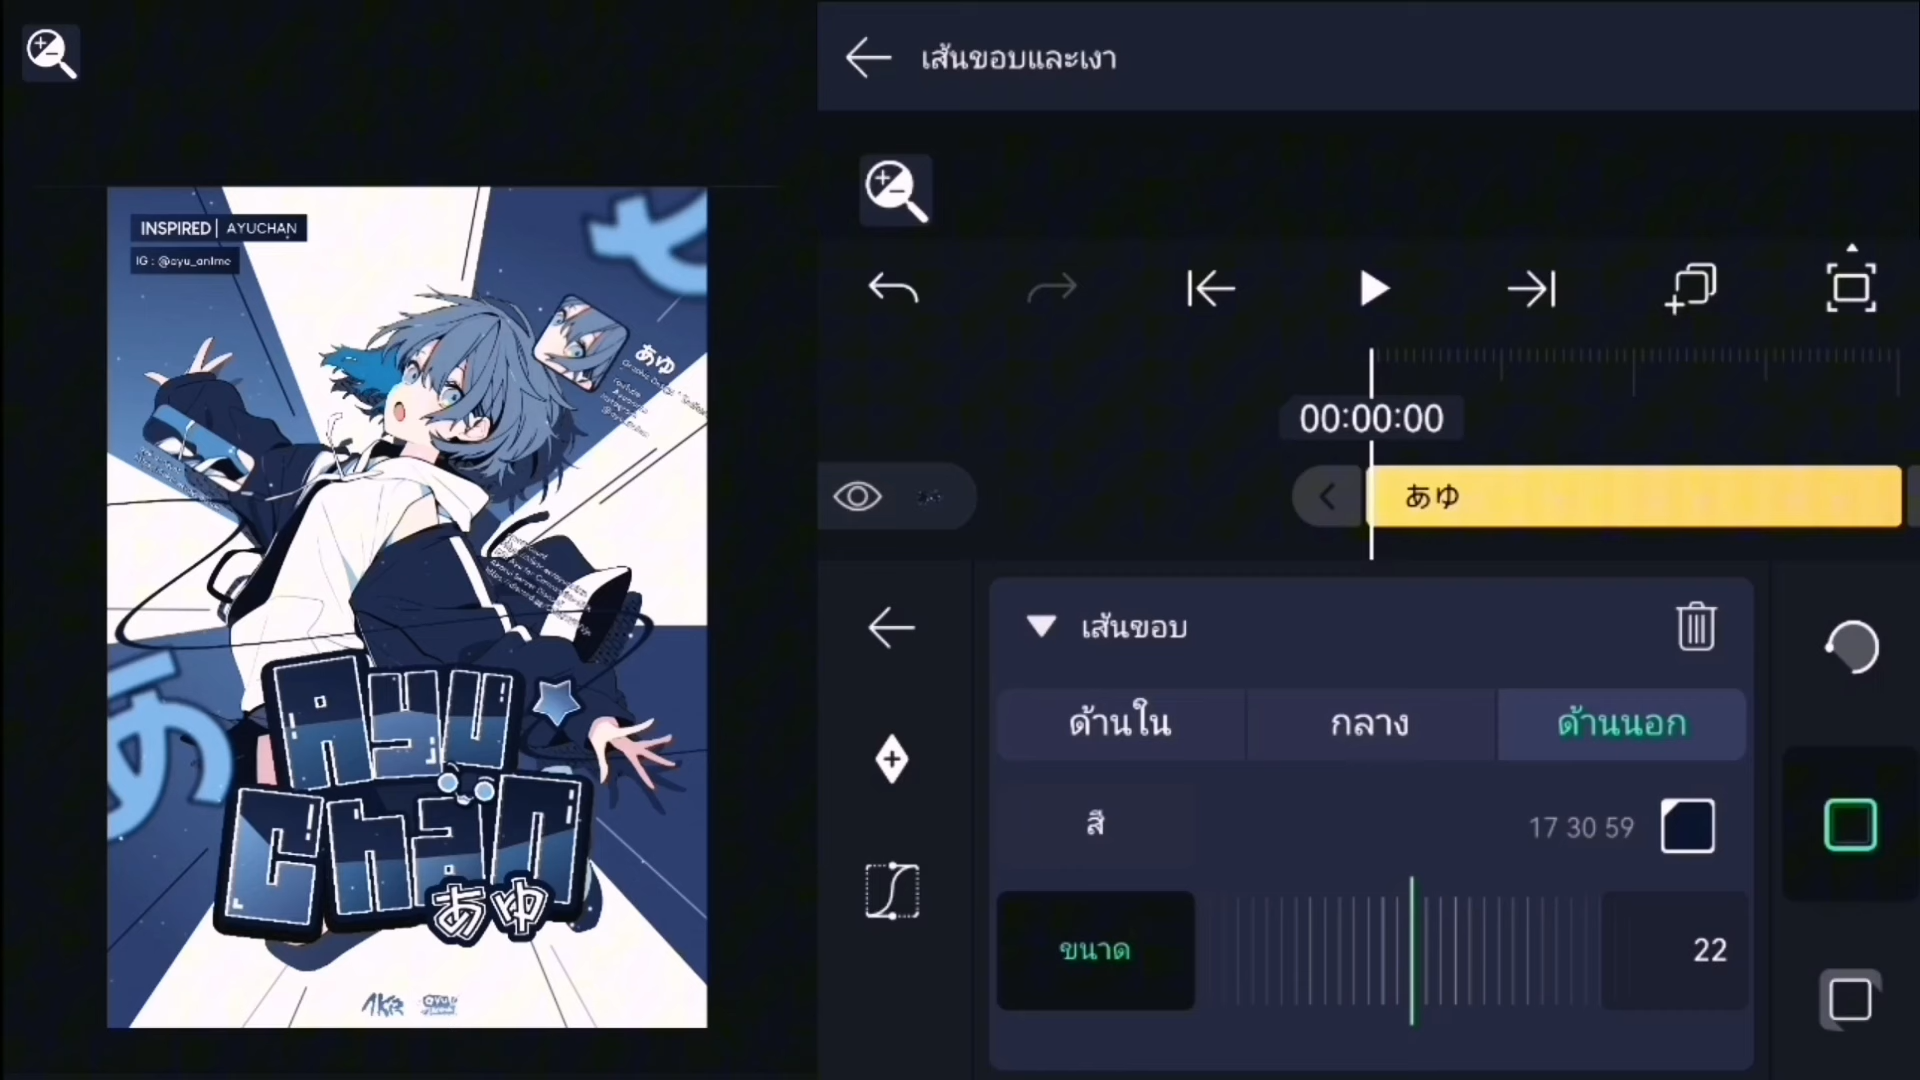 เส้นขอบและเงา
INSPIRED | AYUCHAN
IG : @ayu_anime
あゆ
せ
あ
Ayu
Chan
あゆ
00:00:00
あゆ
เส้นขอบ
ด้านใน
กลาง
ด้านนอก
สี
17 30 59
ขนาด
22